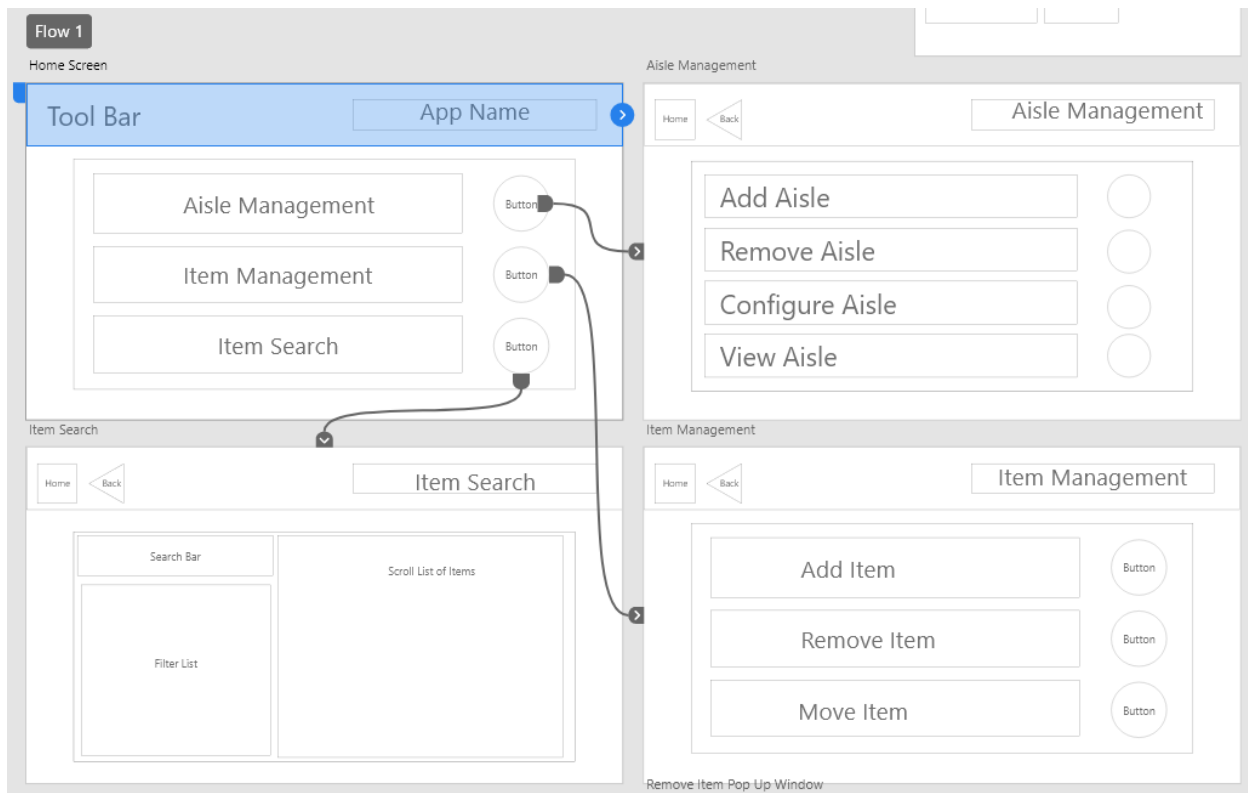 Flow 1
Home Screen
Tool Bar
App Name
Aisle Management
Button
Item Management
Button
Item Search
Button
Aisle Management
Home
Back
Aisle Management
Add Aisle
Remove Aisle
Configure Aisle
View Aisle
Item Search
Home
Back
Item Search
Search Bar
Scroll List of Items
Filter List
Item Management
Home
Back
Item Management
Add Item
Button
Remove Item
Button
Move Item
Button
Remove Item Pop Up Window